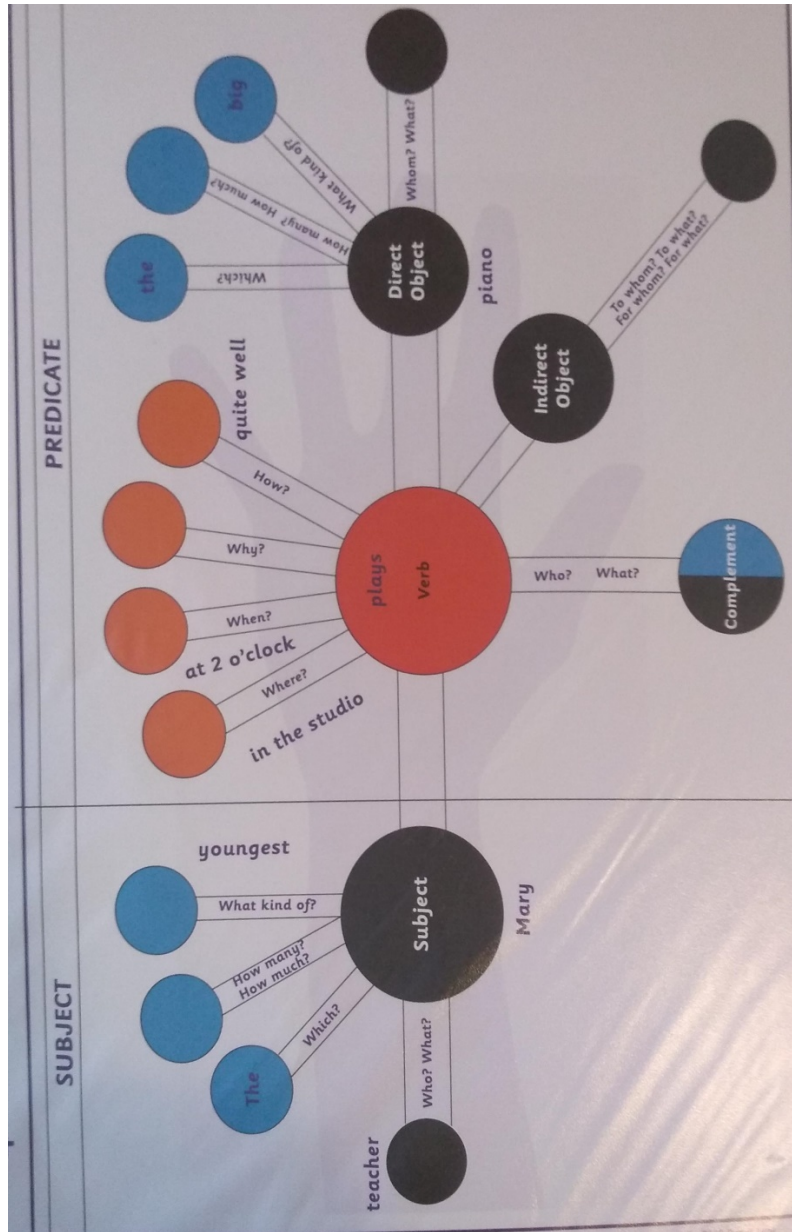 SUBJECT
PREDICATE
The
Which?
How many?
How much?
What kind of?
youngest
teacher
Who? What?
Subject
Mary
in the studio
Where?
at 2 o'clock
When?
Why?
How?
quite well
plays
Verb
Who? What?
Complement
Indirect
Object
To whom? To what?
For whom? For what?
the
Which?
How many? How much?
What kind of?
big
Direct
Object
piano
Whom? What?